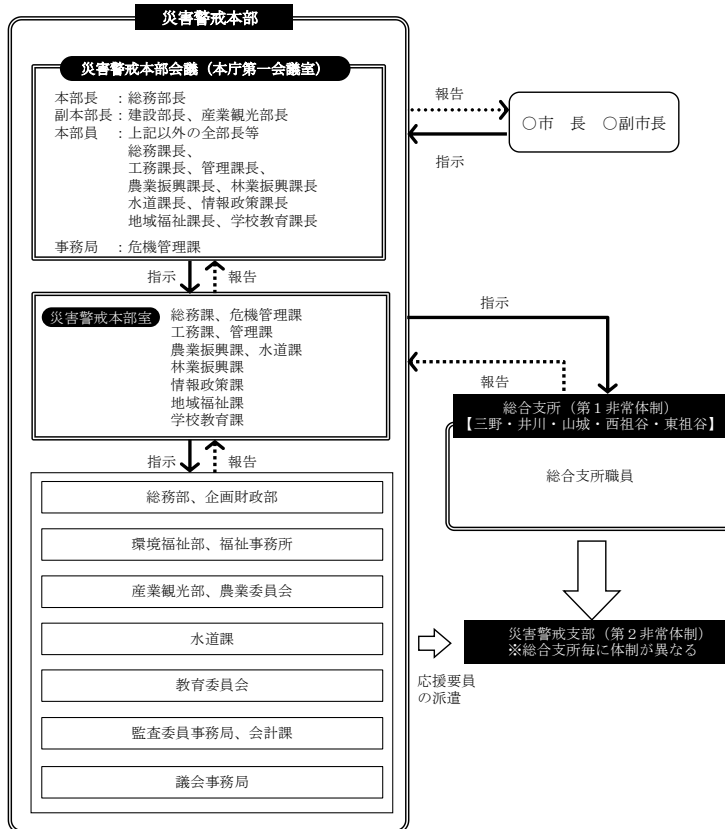 災害警戒本部
災害警戒本部会議（本庁第一会議室）
本部長　：総務部長
副本部長：建設部長、産業観光部長
本部員　：上記以外の全部長等
総務課長、
工務課長、管理課長、
農業振興課長、林業振興課長
水道課長、情報政策課長
地域福祉課長、学校教育課長
事務局　：危機管理課
報告
○市　長　○副市長
指示
指示
報告
災害警戒本部室
総務課、危機管理課
工務課、管理課
農業振興課、水道課
林業振興課
情報政策課
地域福祉課
学校教育課
指示
報告
総合支所（第１非常体制）
【三野・井川・山城・西祖谷・東祖谷】
総合支所職員
指示
報告
総務部、企画財政部
環境福祉部、福祉事務所
産業観光部、農業委員会
水道課
教育委員会
監査委員事務局、会計課
議会事務局
応援要員
の派遣
災害警戒支部（第２非常体制）
※総合支所毎に体制が異なる